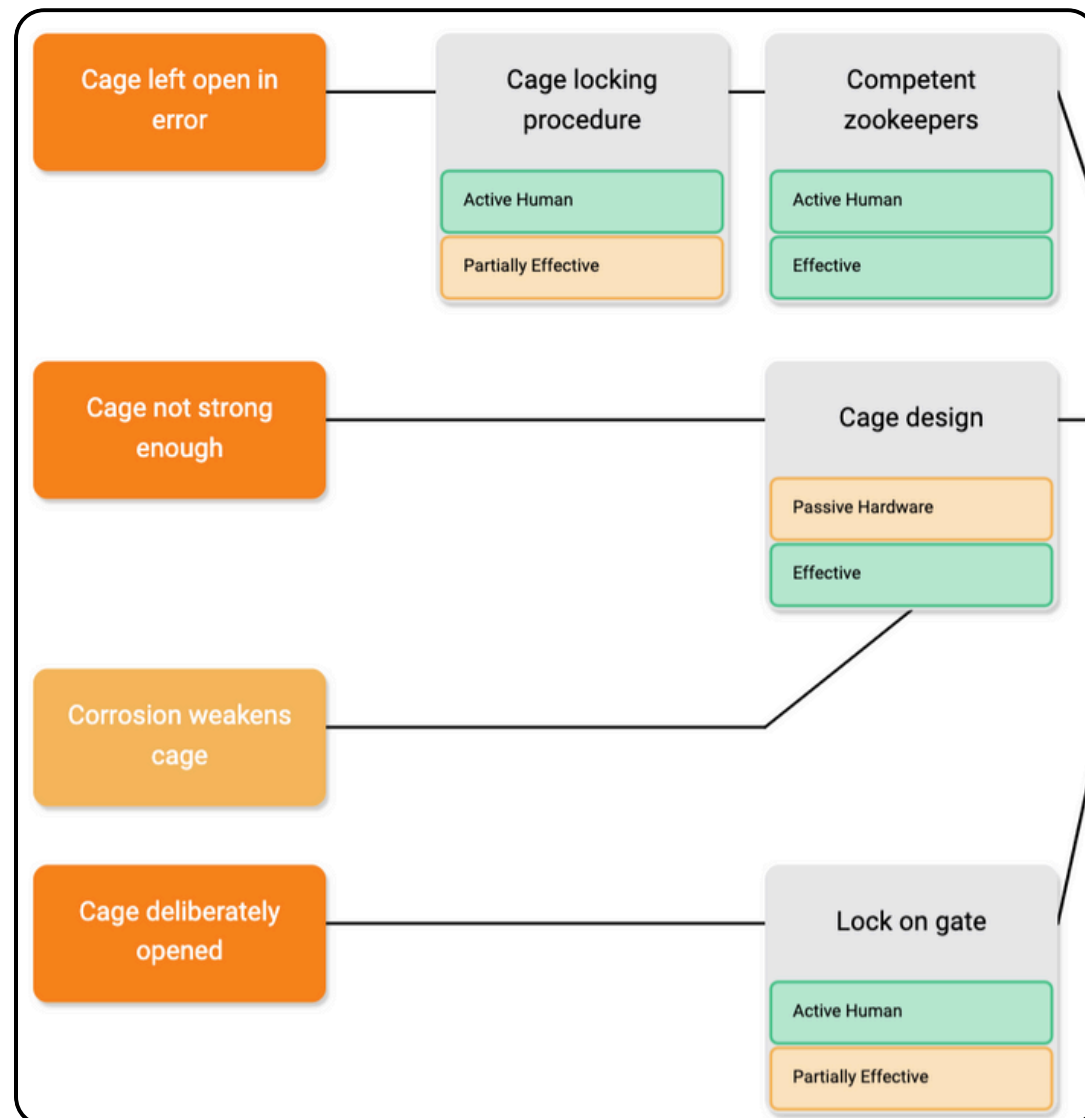 Cage left open in
error
Cage locking
procedure
Active Human
Partially Effective
Competent
zookeepers
Active Human
Effective
Cage not strong
enough
Cage design
Passive Hardware
Effective
Corrosion weakens
cage
Cage deliberately
opened
Lock on gate
Active Human
Partially Effective